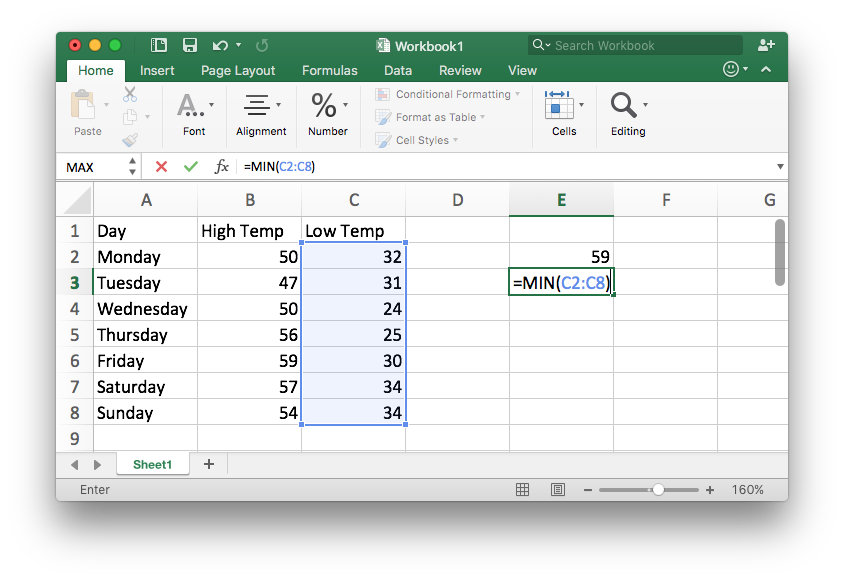 Workbook1
Search Workbook
Home Insert Page Layout Formulas Data Review View
Paste
Font
Alignment
%
Number
Conditional Formatting
Format as Table
Cell Styles
Cells
Editing
MAX fx =MIN(C2:C8)
A B C D E F G
1 Day High Temp Low Temp
2 Monday 50 32 59
3 Tuesday 47 31 =MIN(C2:C8)
4 Wednesday 50 24
5 Thursday 56 25
6 Friday 59 30
7 Saturday 57 34
8 Sunday 54 34
9
Sheet1 +
Enter 160%